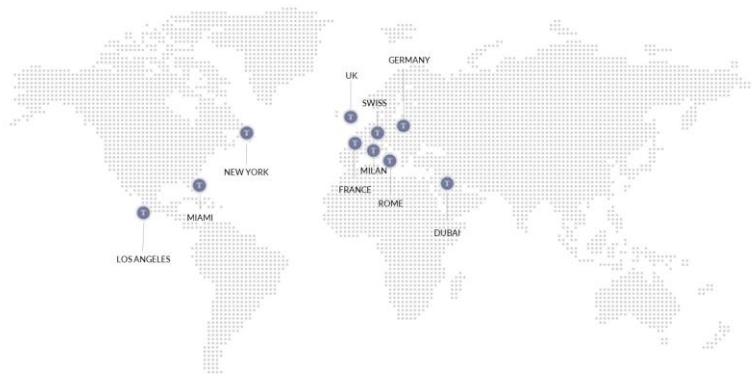 GERMANY
UK
SWISS
T
T
T
T
T
T
NEW YORK
MILAN
T
T
T
FRANCE
ROME
MIAMI
T
DUBAI
LOS ANGELES